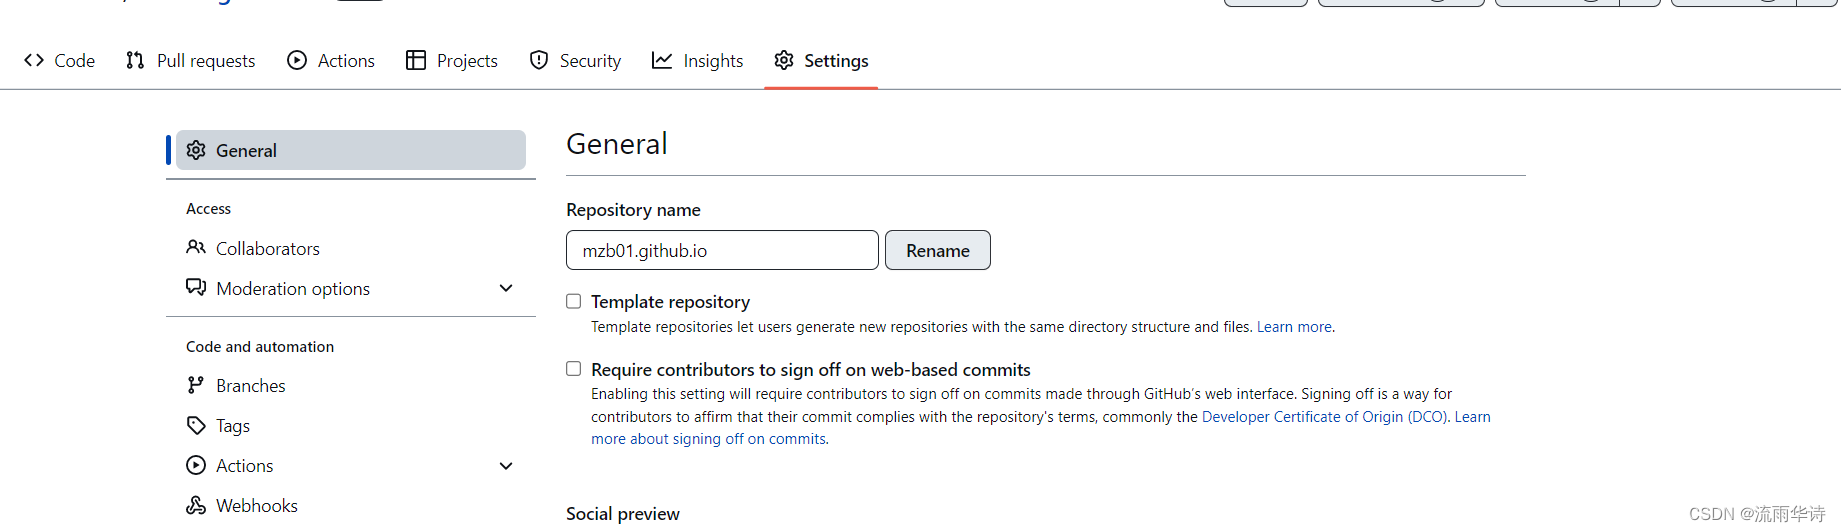 Code Pull requests Actions Projects Security Insights Settings
General
General
Repository name
mzb01.github.io Rename
Template repository
Template repositories let users generate new repositories with the same directory structure and files. Learn more.
Require contributors to sign off on web-based commits
Enabling this setting will require contributors to sign off on commits made through GitHub's web interface. Signing off is a way for
contributors to affirm that their commit complies with the repository's terms, commonly the Developer Certificate of Origin (DCO). Learn
more about signing off on commits.
Social preview
Access
Collaborators
Moderation options
Code and automation
Branches
Tags
Actions
Webhooks
CSDN @流雨华诗